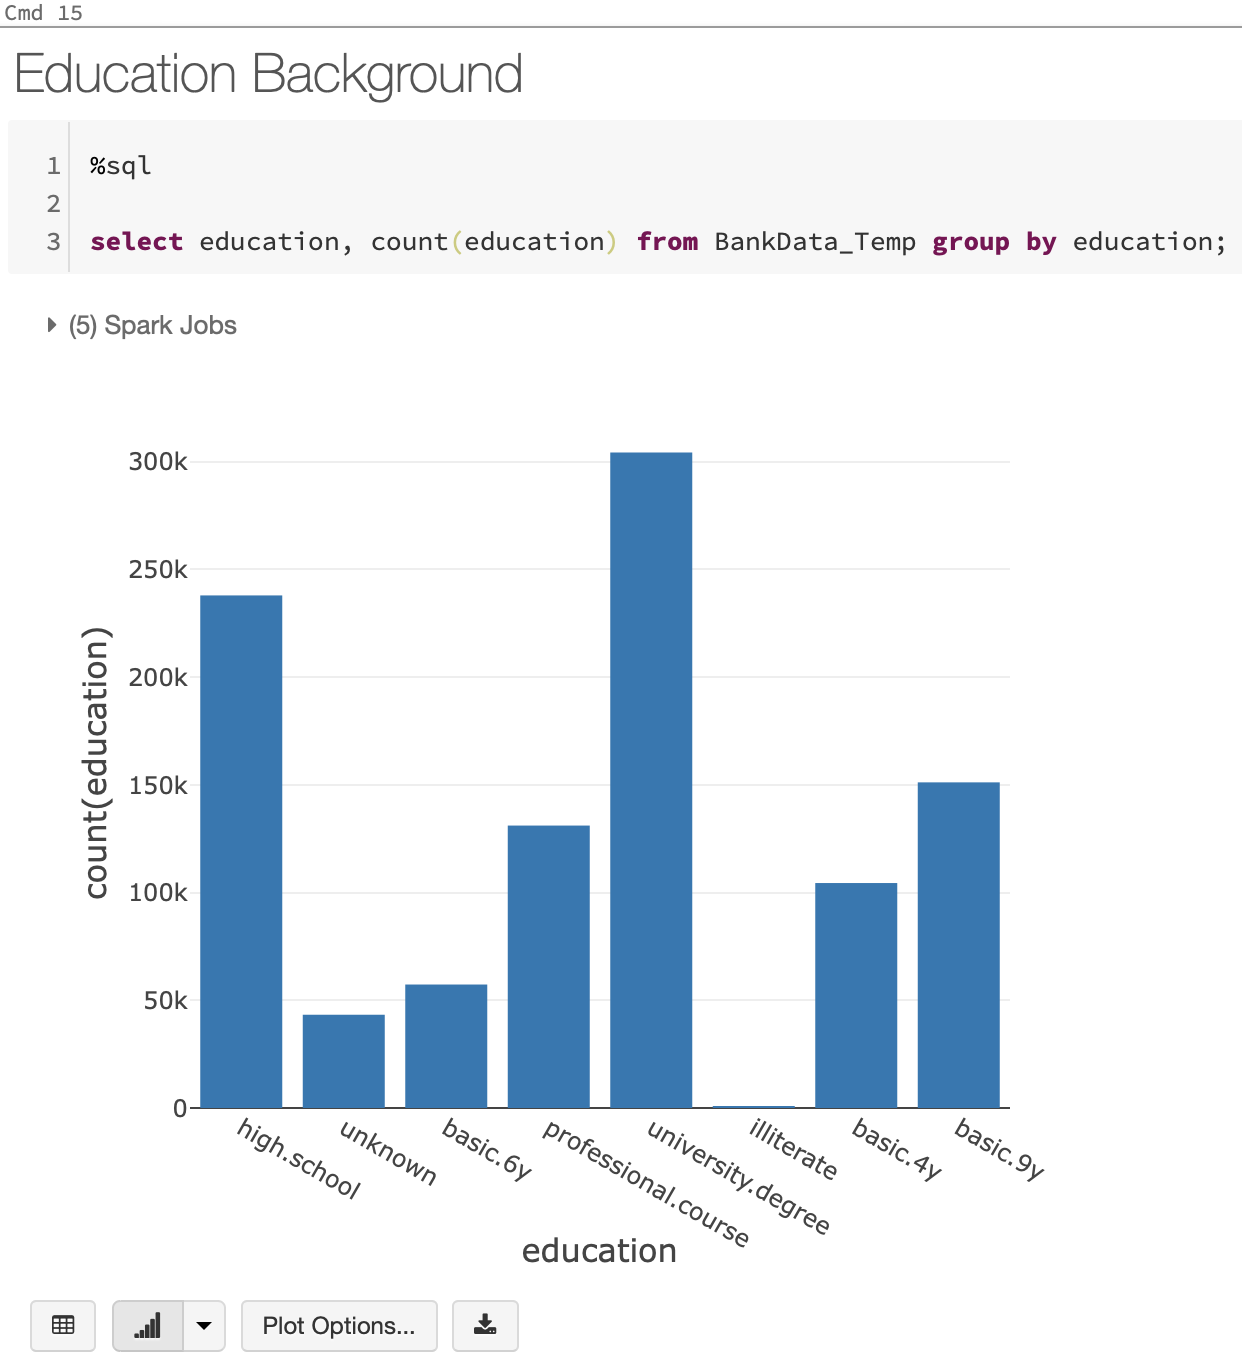 Cmd 15
Education Background
1 %sql
2
3 select education, count(education) from BankData_Temp group by education;
(5) Spark Jobs
300k
250k
200k
150k
100k
50k
0
count(education)
high.school
unknown
basic.6y
professional.course
university.degree
illiterate
basic.4y
basic.9y
education
Plot Options...